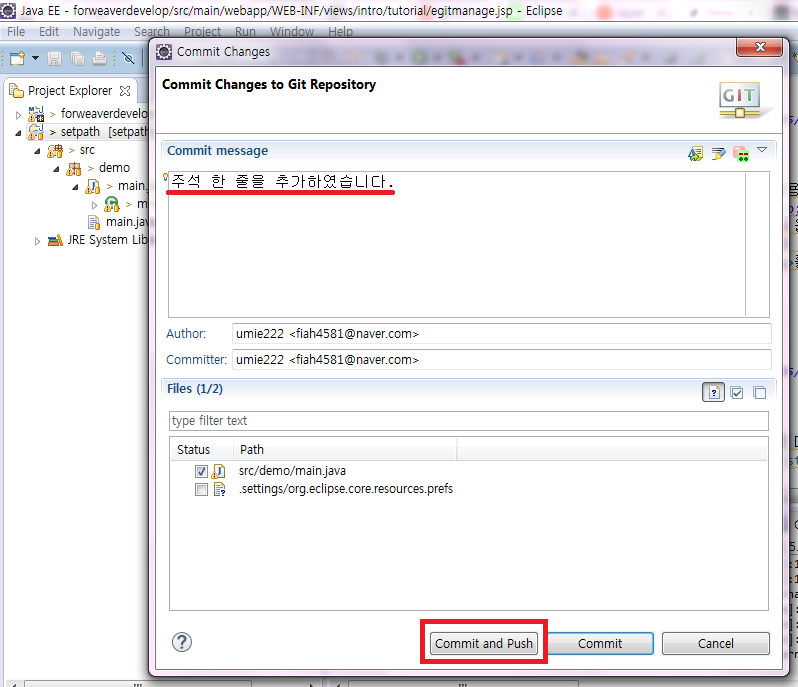 Java EE - forweaverdevelop/src/main/webapp/WEB-INF/views/intro/tutorial/egitmanage.jsp - Eclipse
File Edit Navigate Search Project Run Window Help
Commit Changes
Project Explorer
Commit Changes to Git Repository
GIT
> forweaverdevelo
> setpath [setpath
> src
> demo
> main.
> m
main.jav
JRE System Lib
Commit message
주석 한 줄을 추가하였습니다.
Author: umie222 <fiah4581@naver.com>
Committer: umie222 <fiah4581@naver.com>
Files (1/2)
type filter text
Status Path
src/demo/main.java
.settings/org.eclipse.core.resources.prefs
Commit and Push Commit Cancel